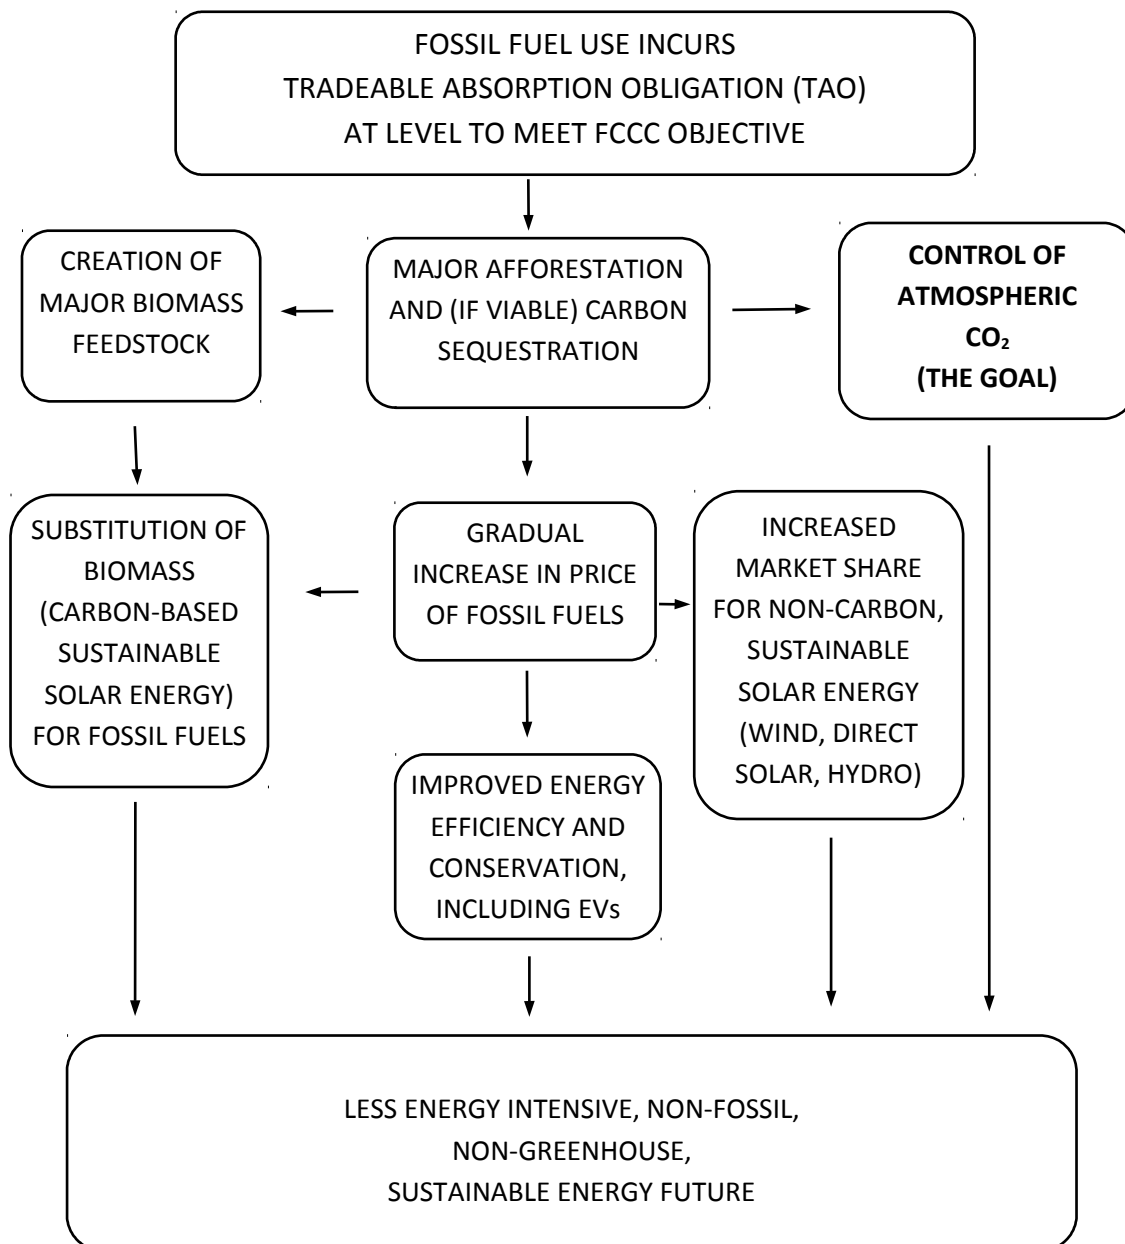 FOSSIL FUEL USE INCURS
TRADEABLE ABSORPTION OBLIGATION (TAO)
AT LEVEL TO MEET FCCC OBJECTIVE
CREATION OF
MAJOR BIOMASS
FEEDSTOCK
MAJOR AFFORESTATION
AND (IF VIABLE) CARBON
SEQUESTRATION
CONTROL OF
ATMOSPHERIC
CO₂
(THE GOAL)
SUBSTITUTION OF
BIOMASS
(CARBON-BASED
SUSTAINABLE
SOLAR ENERGY)
FOR FOSSIL FUELS
GRADUAL
INCREASE IN PRICE
OF FOSSIL FUELS
INCREASED
MARKET SHARE
FOR NON-CARBON,
SUSTAINABLE
SOLAR ENERGY
(WIND, DIRECT
SOLAR, HYDRO)
IMPROVED ENERGY
EFFICIENCY AND
CONSERVATION,
INCLUDING EVs
LESS ENERGY INTENSIVE, NON-FOSSIL,
NON-GREENHOUSE,
SUSTAINABLE ENERGY FUTURE